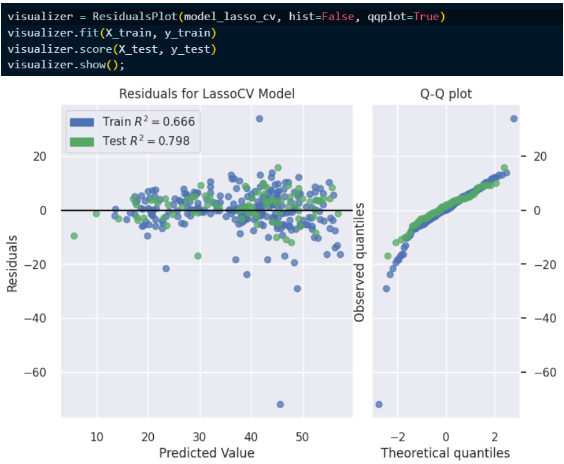 visualizer = ResidualsPlot(model_lasso_cv, hist=False, qqplot=True)
visualizer.fit(X_train, y_train)
visualizer.score(X_test, y_test)
visualizer.show();
Residuals for LassoCV Model
Q-Q plot
Train R² = 0.666
Test R² = 0.798
20
0
−20
−40
−60
Residuals
10 20 30 40 50
Predicted Value
Observed quantiles
20
0
−20
−40
−60
−2 0 2
Theoretical quantiles